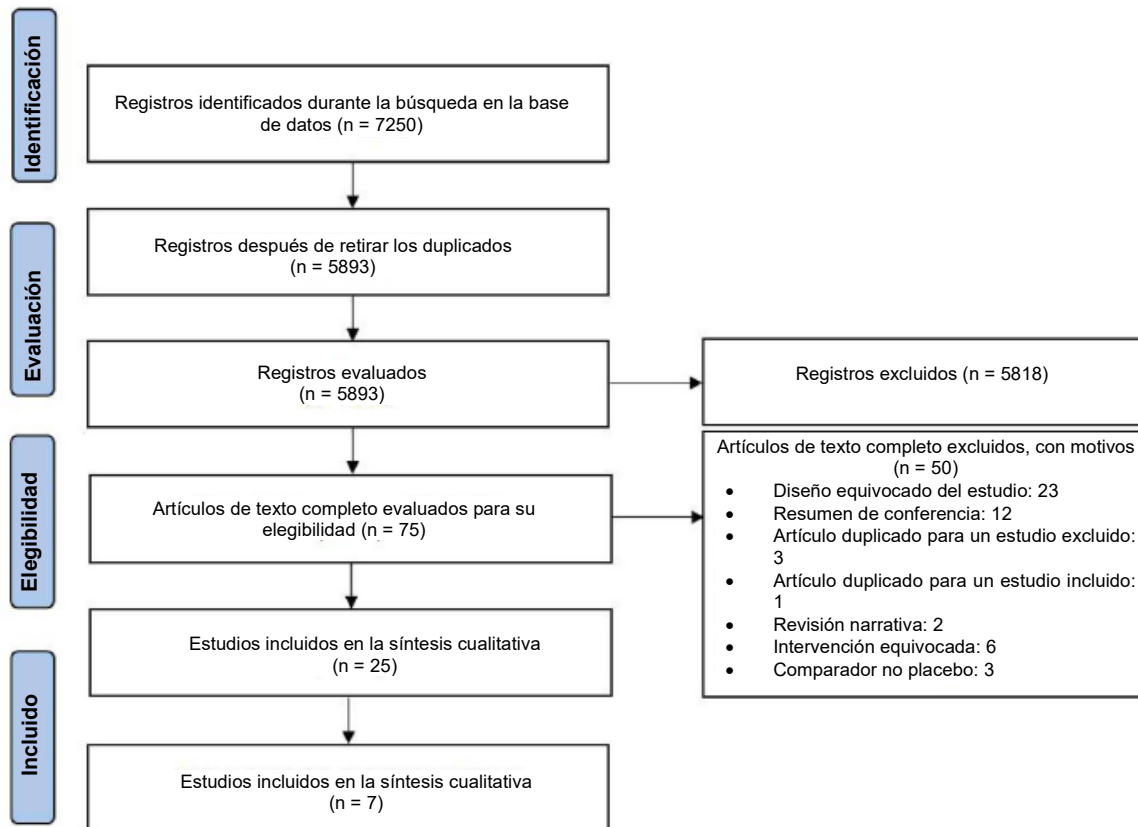 Identificación
Registros identificados durante la búsqueda en la base
de datos (n = 7250)
Evaluación
Registros después de retirar los duplicados
(n = 5893)
Registros evaluados
(n = 5893)
Registros excluidos (n = 5818)
Elegibilidad
Artículos de texto completo evaluados para su
elegibilidad (n = 75)
Artículos de texto completo excluidos, con motivos
(n = 50)
• Diseño equivocado del estudio: 23
• Resumen de conferencia: 12
• Artículo duplicado para un estudio excluido:
3
• Artículo duplicado para un estudio incluido:
1
• Revisión narrativa: 2
• Intervención equivocada: 6
• Comparador no placebo: 3
Incluido
Estudios incluidos en la síntesis cualitativa
(n = 25)
Estudios incluidos en la síntesis cualitativa
(n = 7)